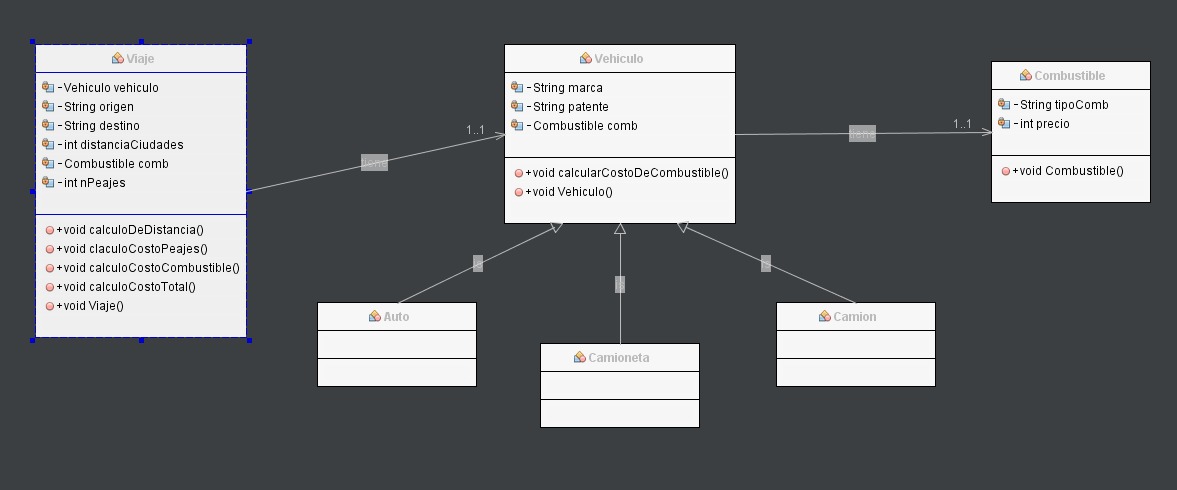 Viaje
-Vehiculo vehiculo
-String origen
-String destino
-int distanciaCiudades
-Combustible comb
-int nPeajes
+void calculoDeDistancia()
+void claculoCostoPeajes()
+void calculoCostoCombustible()
+void calculoCostoTotal()
+void Viaje()
tiene
1..1
Vehiculo
-String marca
-String patente
-Combustible comb
+void calcularCostoDeCombustible()
+void Vehiculo()
tiene
1..1
Combustible
-String tipoComb
-int precio
+void Combustible()
Auto
Camioneta
Camion